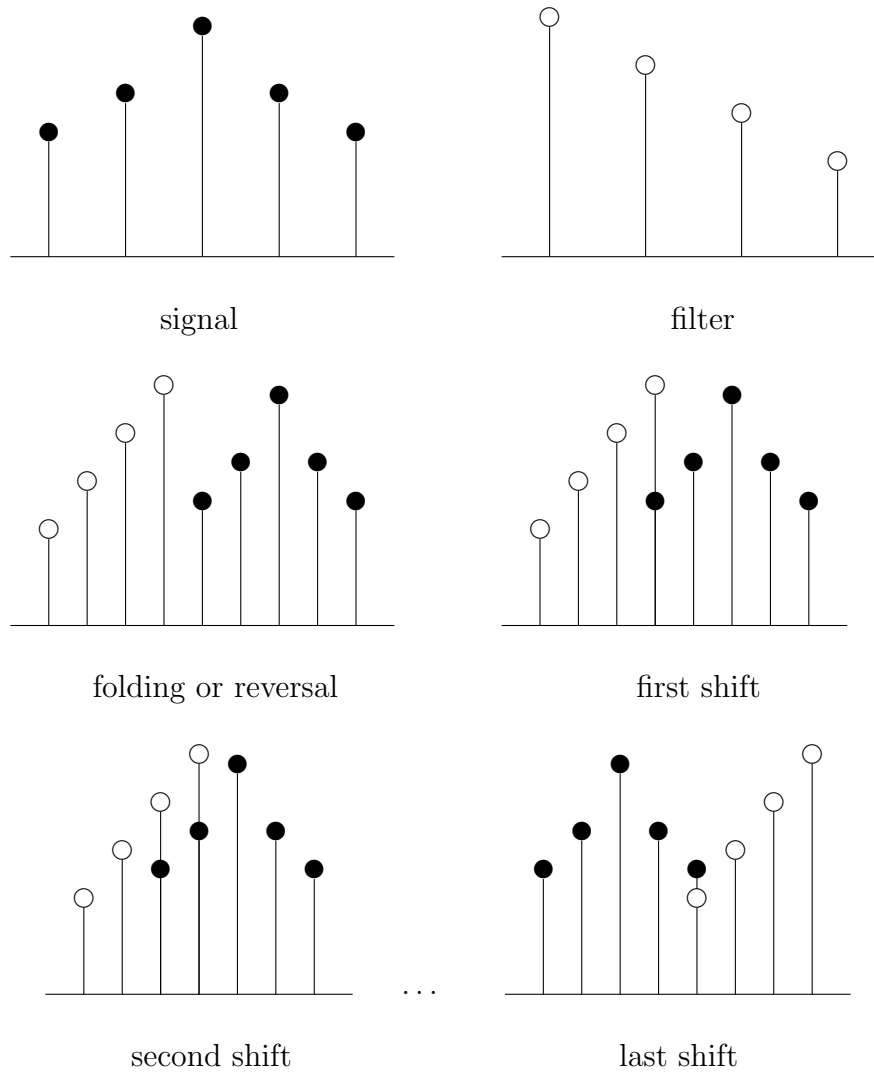 signal
filter
folding or reversal
first shift
...
second shift
last shift